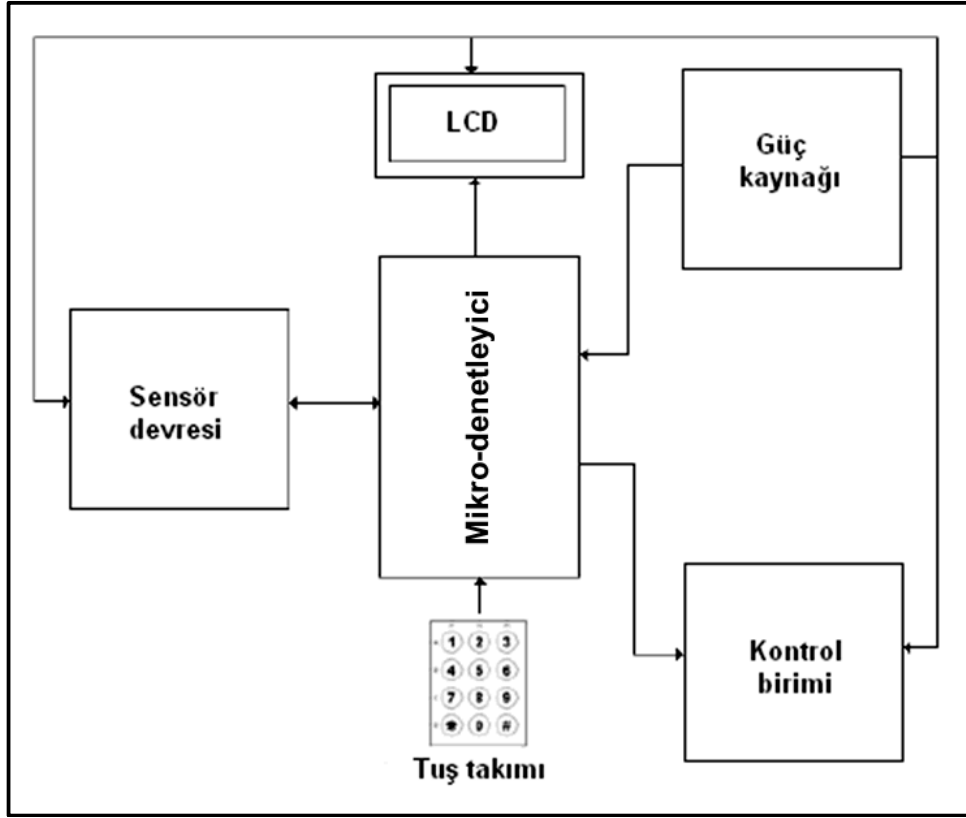 LCD
Güç
kaynağı
Mikro-denetleyici
Sensör
devresi
1 2 3
4 5 6
7 8 9
0 #
Kontrol
birimi
Tuş takımı